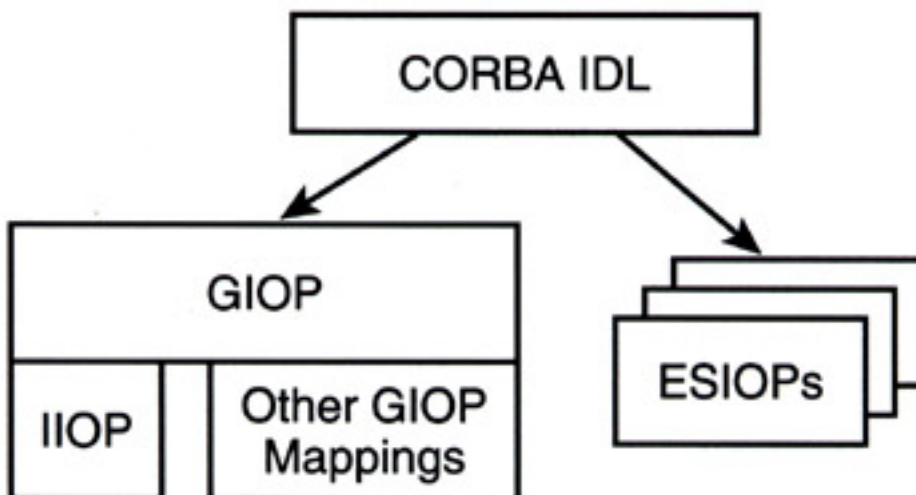 CORBA IDL
GIOP
IIOP
Other GIOP
Mappings
ESIOPs